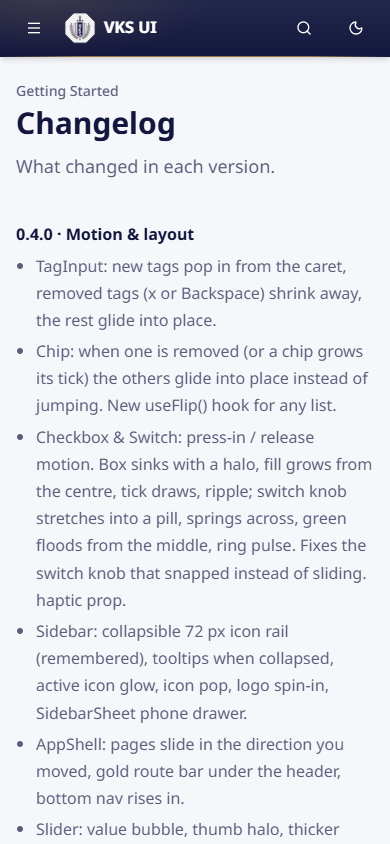 VKS UI
Getting Started
Changelog
What changed in each version.
0.4.0 · Motion & layout
• TagInput: new tags pop in from the caret,
removed tags (x or Backspace) shrink away,
the rest glide into place.
• Chip: when one is removed (or a chip grows
its tick) the others glide into place instead of
jumping. New useFlip() hook for any list.
• Checkbox & Switch: press-in / release
motion. Box sinks with a halo, fill grows from
the centre, tick draws, ripple; switch knob
stretches into a pill, springs across, green
floods from the middle, ring pulse. Fixes the
switch knob that snapped instead of sliding.
haptic prop.
• Sidebar: collapsible 72 px icon rail
(remembered), tooltips when collapsed,
active icon glow, icon pop, logo spin-in,
SidebarSheet phone drawer.
• AppShell: pages slide in the direction you
moved, gold route bar under the header,
bottom nav rises in.
• Slider: value bubble, thumb halo, thicker